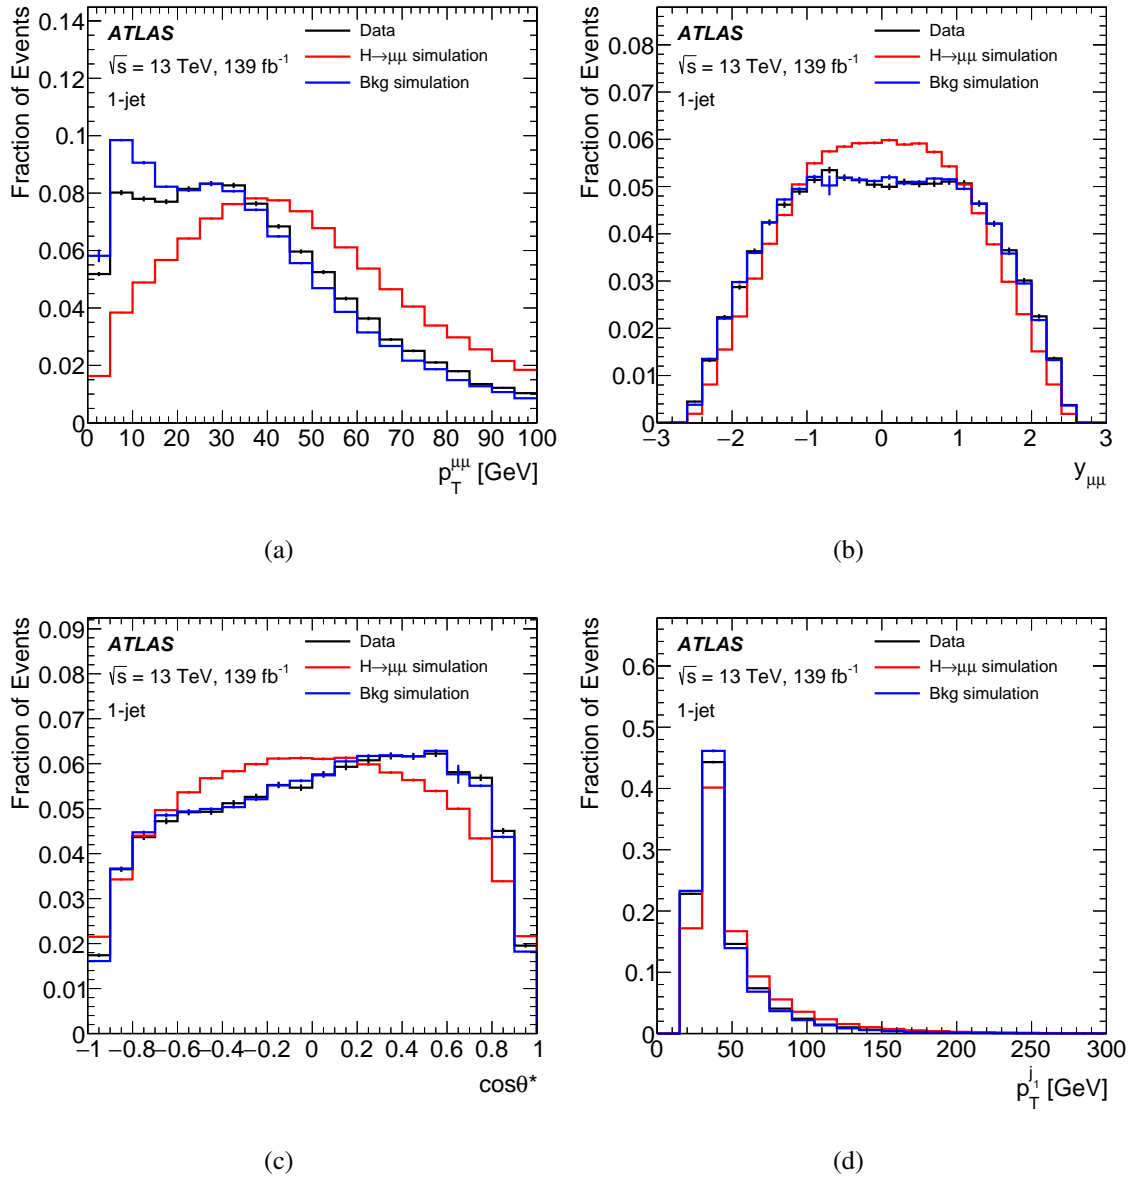 Fraction of Events
0.14
0.12
0.1
0.08
0.06
0.04
0.02
0
ATLAS
√s = 13 TeV, 139 fb⁻¹
1-jet
Data
H→μμ simulation
Bkg simulation
0 10 20 30 40 50 60 70 80 90 100
p_T^μμ [GeV]
(a)
Fraction of Events
0.08
0.07
0.06
0.05
0.04
0.03
0.02
0.01
0
ATLAS
√s = 13 TeV, 139 fb⁻¹
1-jet
Data
H→μμ simulation
Bkg simulation
−3 −2 −1 0 1 2 3
y_μμ
(b)
Fraction of Events
0.09
0.08
0.07
0.06
0.05
0.04
0.03
0.02
0.01
0
ATLAS
√s = 13 TeV, 139 fb⁻¹
1-jet
Data
H→μμ simulation
Bkg simulation
−1 −0.8 −0.6 −0.4 −0.2 0 0.2 0.4 0.6 0.8 1
cosθ*
(c)
Fraction of Events
0.6
0.5
0.4
0.3
0.2
0.1
0
ATLAS
√s = 13 TeV, 139 fb⁻¹
1-jet
Data
H→μμ simulation
Bkg simulation
0 50 100 150 200 250 300
p_T^j₁ [GeV]
(d)